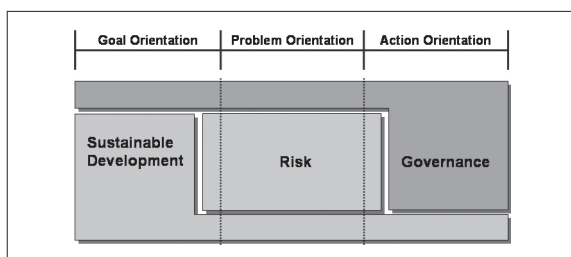 Goal Orientation Problem Orientation Action Orientation
Sustainable
Development
Risk
Governance